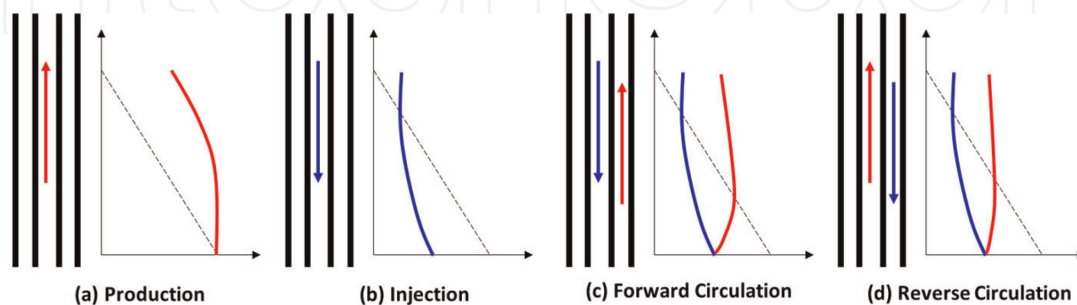 (a) Production
(b) Injection
(c) Forward Circulation
(d) Reverse Circulation